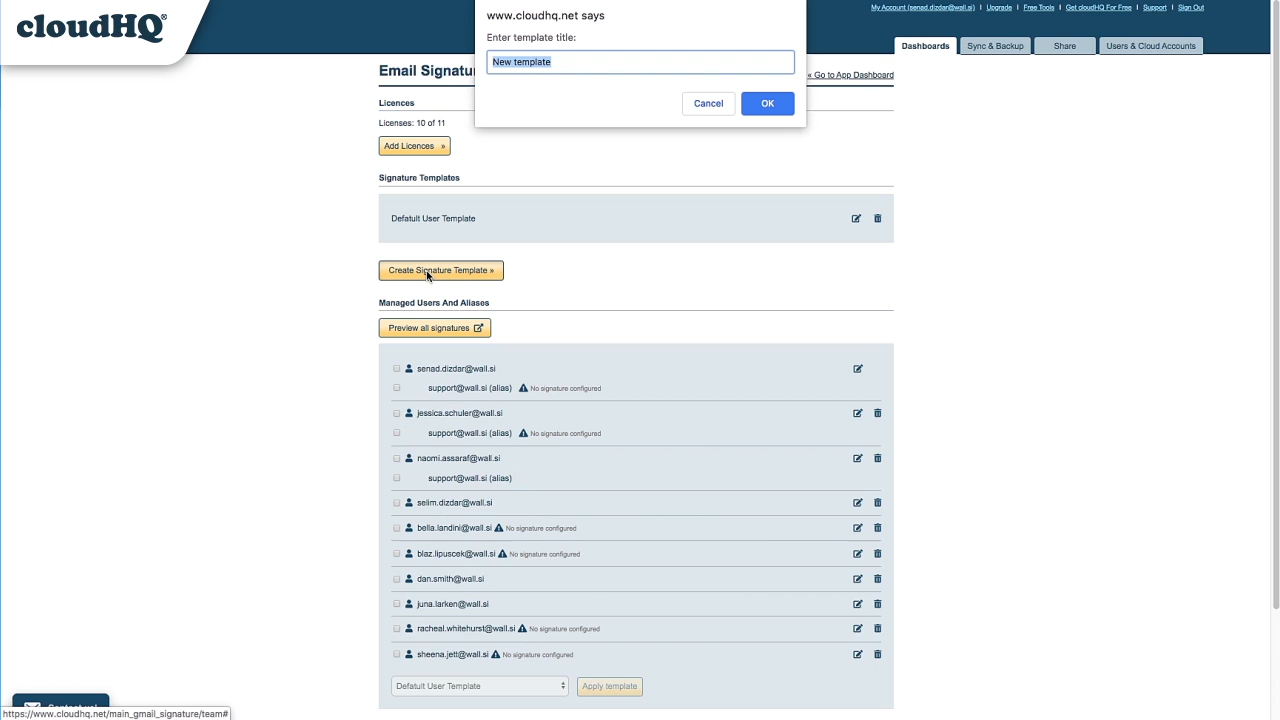 cloudHQ
My Account (senad.dizdar@wall.si) | Upgrade | Free Tools | Get cloudHQ For Free | Support | Sign Out
www.cloudhq.net says
Enter template title:
New template
Cancel OK
Dashboards Sync & Backup Share Users & Cloud Accounts
Email Signatu
« Go to App Dashboard
Licences
Licenses: 10 of 11
Add Licences »
Signature Templates
Defatult User Template
Create Signature Template »
Managed Users And Aliases
Preview all signatures
senad.dizdar@wall.si
support@wall.si (alias) No signature configured
jessica.schuler@wall.si
support@wall.si (alias) No signature configured
naomi.assaraf@wall.si
support@wall.si (alias)
selim.dizdar@wall.si
bella.landini@wall.si No signature configured
blaz.lipuscek@wall.si No signature configured
dan.smith@wall.si
juna.larken@wall.si
racheal.whitehurst@wall.si No signature configured
sheena.jett@wall.si No signature configured
Defatult User Template Apply template
Contact us!
https://www.cloudhq.net/main_gmail_signature/team#